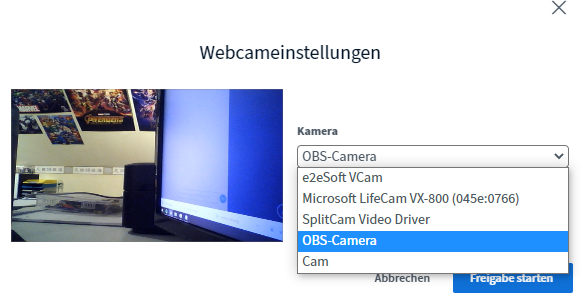 Webcameinstellungen
Kamera
OBS-Camera
e2eSoft VCam
Microsoft LifeCam VX-800 (045e:0766)
SplitCam Video Driver
OBS-Camera
Cam
Abbrechen
Freigabe starten